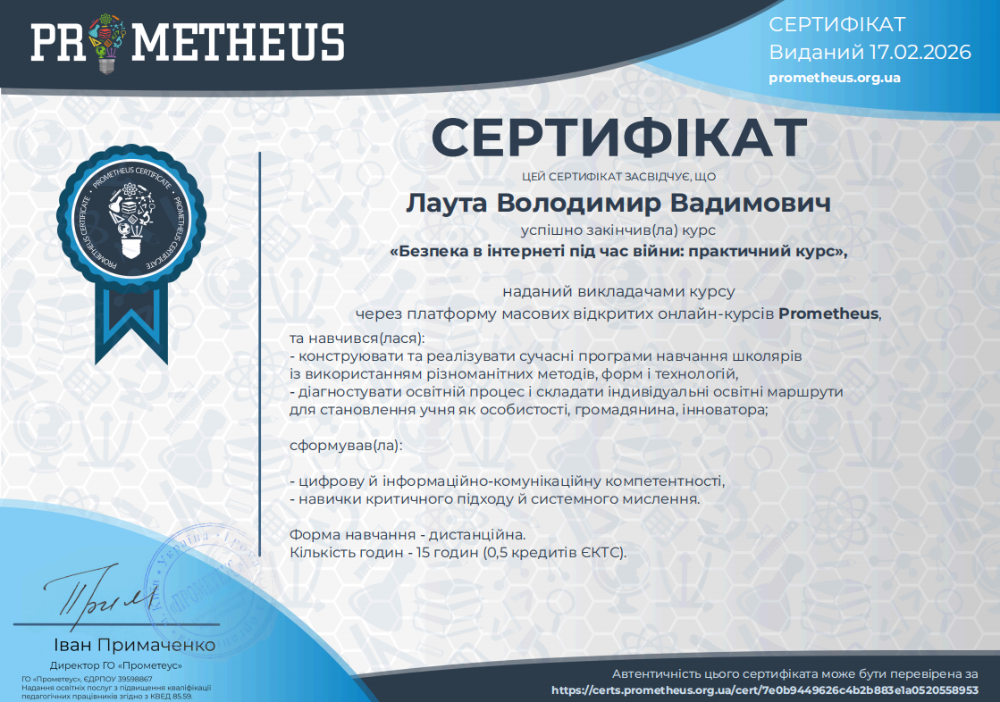 PROMETHEUS
СЕРТИФІКАТ
Виданий 17.02.2026
prometheus.org.ua
СЕРТИФІКАТ
ЦЕЙ СЕРТИФІКАТ ЗАСВІДЧУЄ, ЩО
Лаута Володимир Вадимович
успішно закінчив(ла) курс
«Безпека в інтернеті під час війни: практичний курс»,
наданий викладачами курсу
через платформу масових відкритих онлайн-курсів Prometheus,
та навчився(лася):
- конструювати та реалізувати сучасні програми навчання школярів
із використанням різноманітних методів, форм і технологій,
- діагностувати освітній процес і складати індивідуальні освітні маршрути
для становлення учня як особистості, громадянина, інноватора;
сформував(ла):
- цифрову й інформаційно-комунікаційну компетентності,
- навички критичного підходу й системного мислення.
Форма навчання - дистанційна.
Кількість годин - 15 годин (0,5 кредитів ЄКТС).
PROMETHEUS CERTIFICATE • PROMETHEUS CERTIFICATE • PROMETHEUS CERTIFICATE
Україна
Київ
«ПРОМЕТЕУС»
Іван Примаченко
Директор ГО «Прометеус»
ГО «Прометеус», ЄДРПОУ 39598867
Надання освітніх послуг з підвищення кваліфікації
педагогічних працівників згідно з КВЕД 85.59.
Автентичність цього сертифіката може бути перевірена за
https://certs.prometheus.org.ua/cert/7e0b9449626c4b2b883e1a0520558953